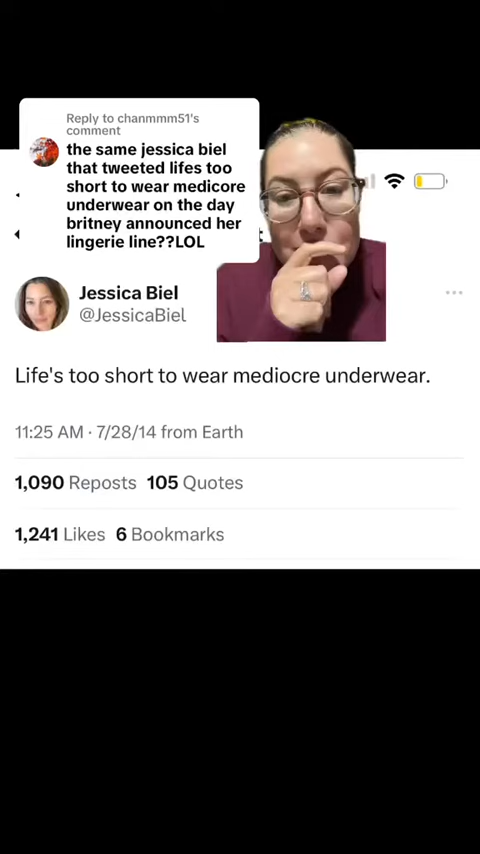 Reply to chanmmm51's
comment
the same jessica biel
that tweeted lifes too
short to wear medicore
underwear on the day
britney announced her
lingerie line??LOL
Jessica Biel
@JessicaBiel
Life's too short to wear mediocre underwear.
11:25 AM · 7/28/14 from Earth
1,090 Reposts 105 Quotes
1,241 Likes 6 Bookmarks